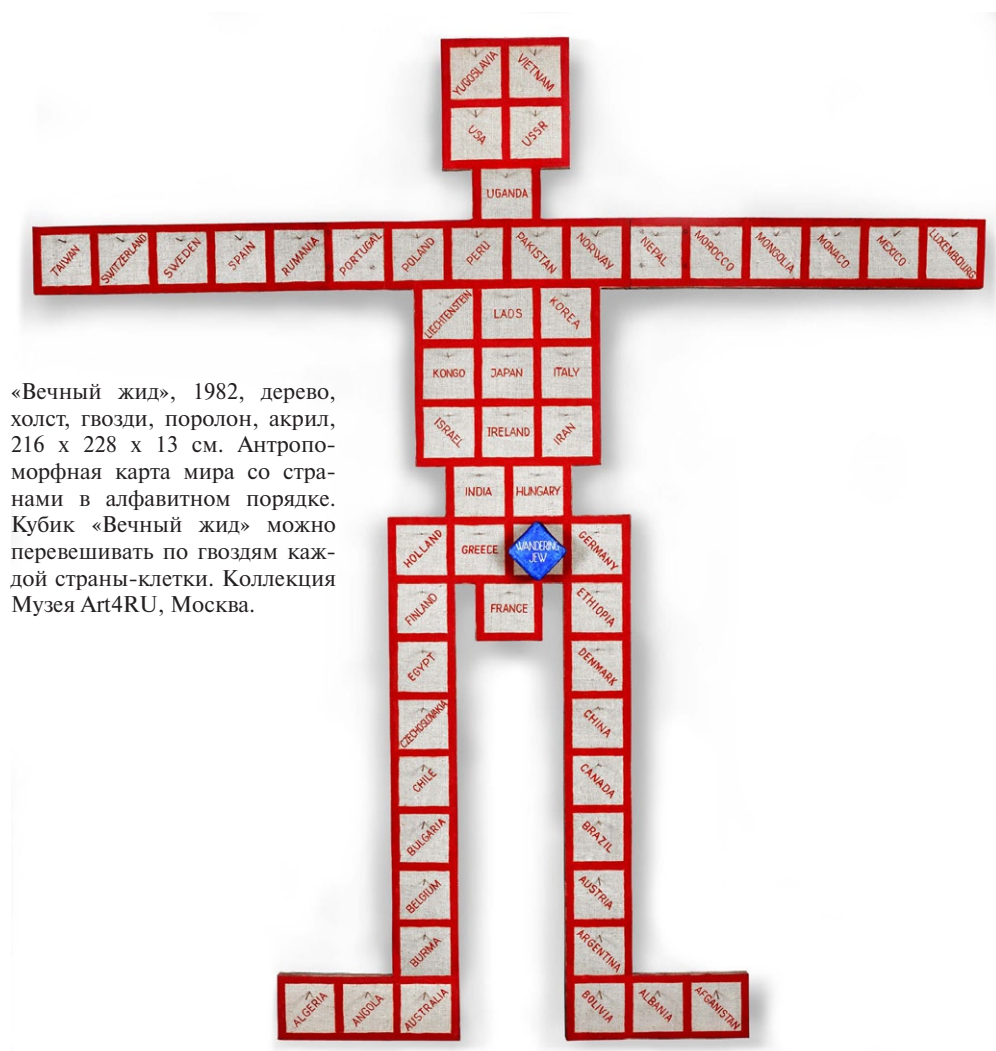 YUGOSLAVIA VIETNAM
USA USSR
UGANDA
TAIWAN SWITZERLAND SWEDEN SPAIN RUMANIA PORTUGAL POLAND PERU PAKISTAN NORWAY NEPAL MOROCCO MONGOLIA MONACO MEXICO LUXEMBOURG
LIECHTENSTEIN LAOS KOREA
KONGO JAPAN ITALY
ISRAEL IRELAND IRAN
INDIA HUNGARY
HOLLAND GREECE WANDERING GERMANY
JEW
FINLAND FRANCE ETHIOPIA
EGYPT DENMARK
CZECHOSLOVAKIA CHINA
CHILE CANADA
BULGARIA BRAZIL
BELGIUM AUSTRIA
BURMA ARGENTINA
ALGERIA ANGOLA AUSTRALIA BOLIVIA ALBANIA AFGANISTAN
«Вечный жид», 1982, дерево,
холст, гвозди, поролон, акрил,
216 х 228 х 13 см. Антропо-
морфная карта мира со стра-
нами в алфавитном порядке.
Кубик «Вечный жид» можно
перевешивать по гвоздям каж-
дой страны-клетки. Коллекция
Музея Art4RU, Москва.